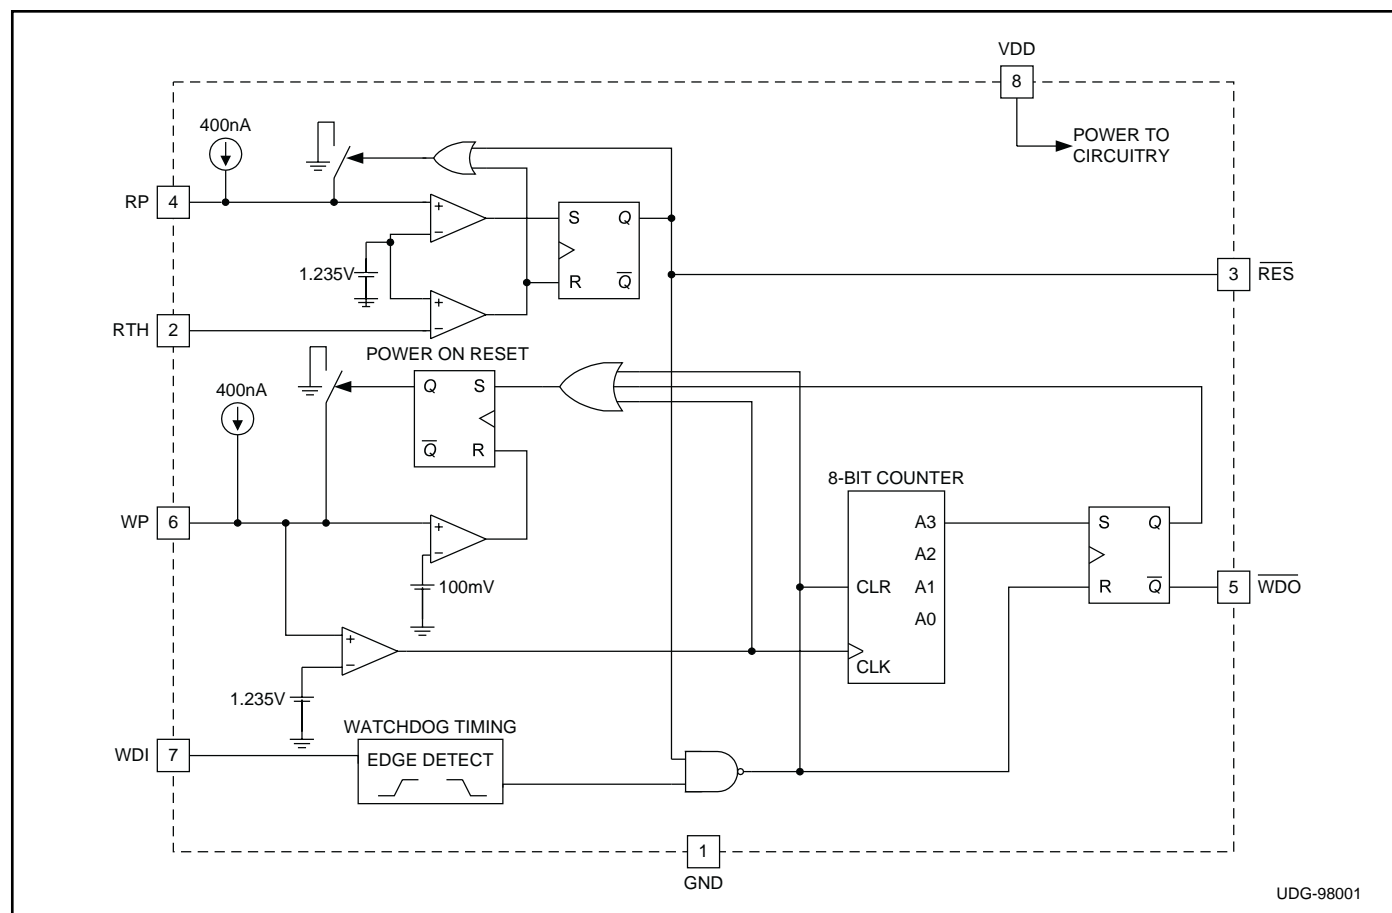 VDD
8
POWER TO
CIRCUITRY
400nA
RP 4
S Q
1.235V
R Q
3 RES
RTH 2
POWER ON RESET
400nA
Q S
Q R
8-BIT COUNTER
WP 6
A3
S Q
A2
100mV
CLR A1
R Q
5 WDO
A0
CLK
1.235V
WATCHDOG TIMING
WDI 7
EDGE DETECT
1
GND
UDG-98001